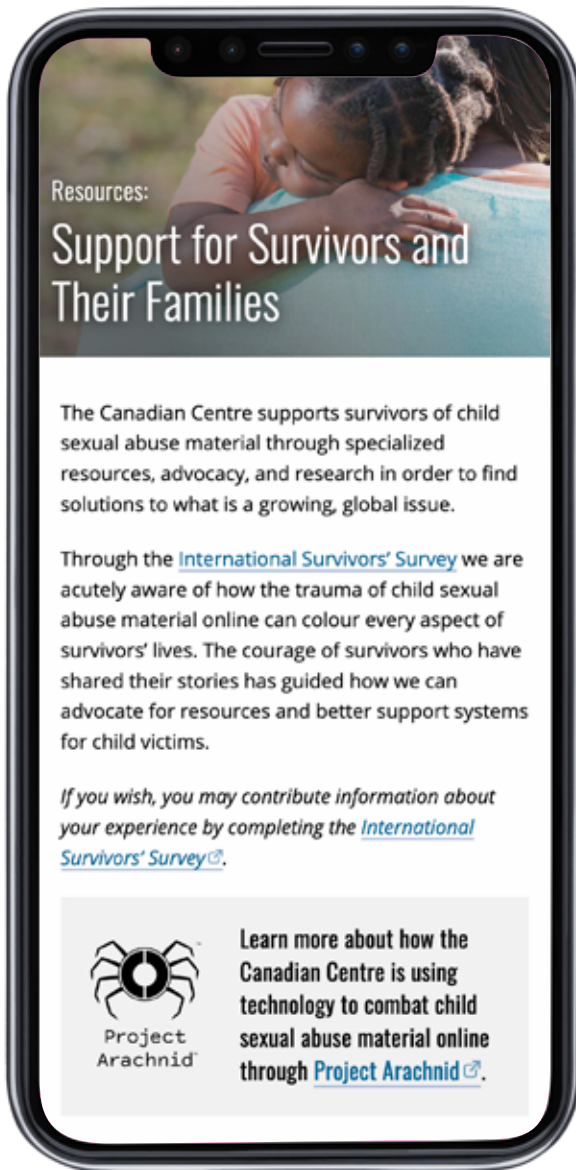 Resources:
Support for Survivors and
Their Families
The Canadian Centre supports survivors of child
sexual abuse material through specialized
resources, advocacy, and research in order to find
solutions to what is a growing, global issue.
Through the International Survivors’ Survey we are
acutely aware of how the trauma of child sexual
abuse material online can colour every aspect of
survivors’ lives. The courage of survivors who have
shared their stories has guided how we can
advocate for resources and better support systems
for child victims.
If you wish, you may contribute information about
your experience by completing the International
Survivors’ Survey.
Project
Arachnid™
Learn more about how the
Canadian Centre is using
technology to combat child
sexual abuse material online
through Project Arachnid.